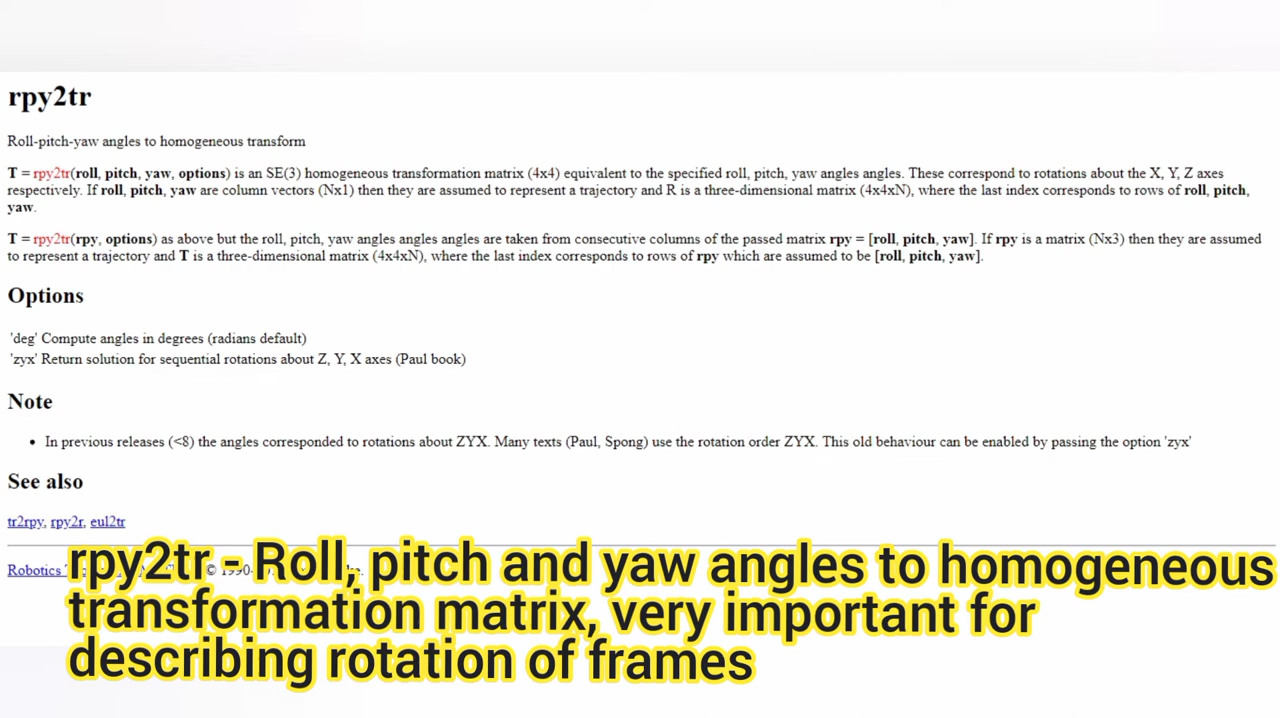 rpy2tr
Roll-pitch-yaw angles to homogeneous transform
T = rpy2tr(roll, pitch, yaw, options) is an SE(3) homogeneous transformation matrix (4x4) equivalent to the specified roll, pitch, yaw angles angles. These correspond to rotations about the X, Y, Z axes
respectively. If roll, pitch, yaw are column vectors (Nx1) then they are assumed to represent a trajectory and R is a three-dimensional matrix (4x4xN), where the last index corresponds to rows of roll, pitch,
yaw.
T = rpy2tr(rpy, options) as above but the roll, pitch, yaw angles angles angles are taken from consecutive columns of the passed matrix rpy = [roll, pitch, yaw]. If rpy is a matrix (Nx3) then they are assumed
to represent a trajectory and T is a three-dimensional matrix (4x4xN), where the last index corresponds to rows of rpy which are assumed to be [roll, pitch, yaw].
Options
'deg' Compute angles in degrees (radians default)
'zyx' Return solution for sequential rotations about Z, Y, X axes (Paul book)
Note
• In previous releases (<8) the angles corresponded to rotations about ZYX. Many texts (Paul, Spong) use the rotation order ZYX. This old behaviour can be enabled by passing the option 'zyx'
See also
tr2rpy, rpy2r, eul2tr
Robotics © 1990-
rpy2tr - Roll, pitch and yaw angles to homogeneous
transformation matrix, very important for
describing rotation of frames